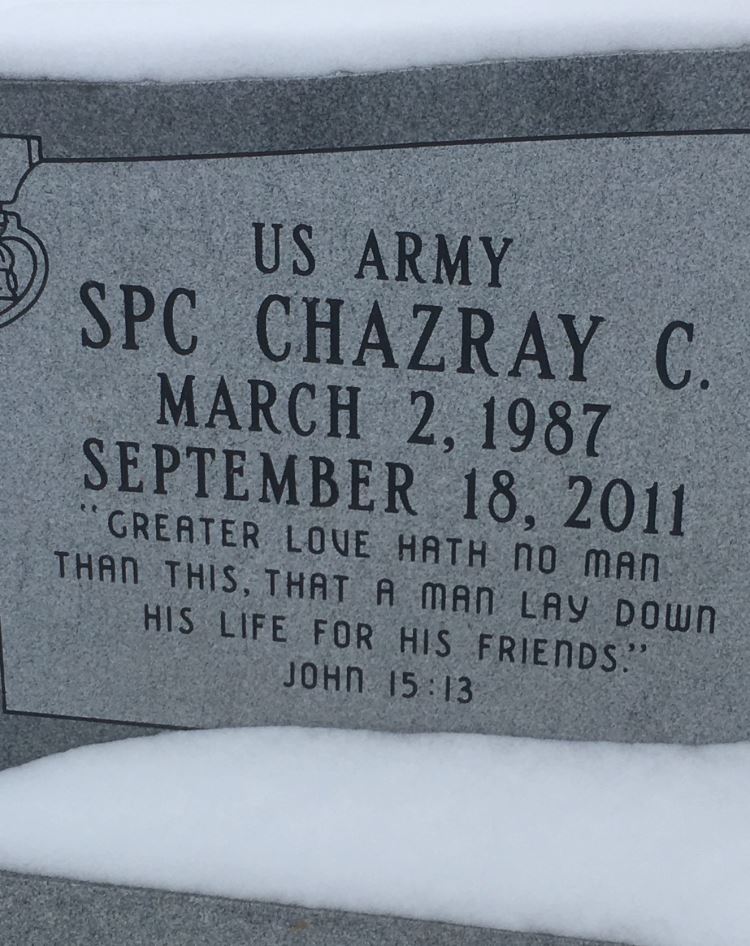 US ARMY
SPC CHAZRAY C.
MARCH 2, 1987
SEPTEMBER 18, 2011
“GREATER LOVE HATH NO MAN
THAN THIS, THAT A MAN LAY DOWN
HIS LIFE FOR HIS FRIENDS.”
JOHN 15:13